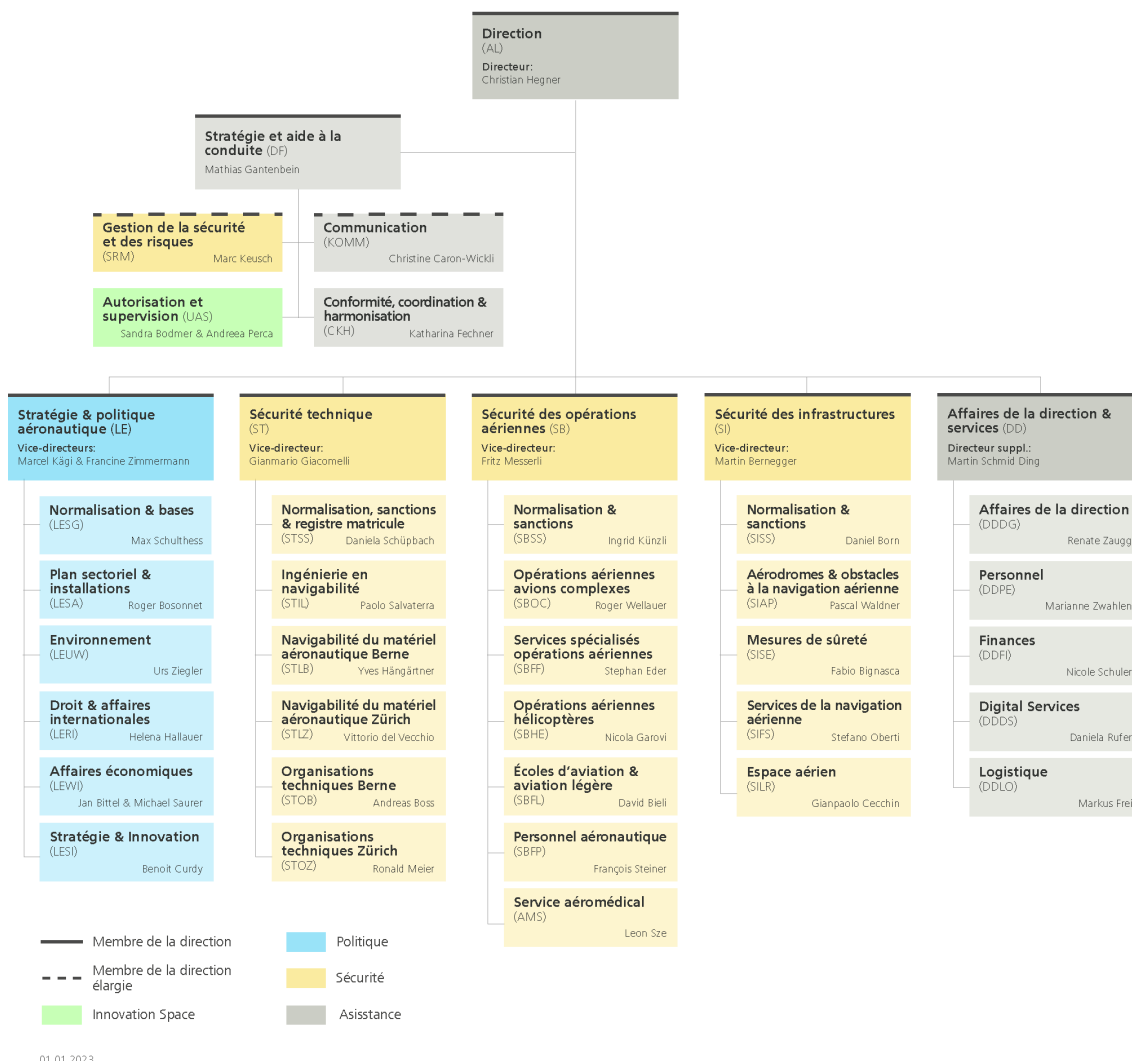 Direction
(AL)
Directeur:
Christian Hegner
Stratégie et aide à la
conduite (DF)
Mathias Gantenbein
Gestion de la sécurité
et des risques
(SRM) Marc Keusch
Communication
(KOMM)
Christine Caron-Wickli
Autorisation et
supervision (UAS)
Sandra Bodmer & Andreea Perca
Conformité, coordination &
harmonisation
(CKH) Katharina Fechner
Stratégie & politique
aéronautique (LE)
Vice-directeurs:
Marcel Kägi & Francine Zimmermann
Normalisation & bases
(LESG)
Max Schulthess
Plan sectoriel &
installations
(LESA) Roger Bosonnet
Environnement
(LEUW)
Urs Ziegler
Droit & affaires
internationales
(LERI) Helena Hallauer
Affaires économiques
(LEWI)
Jan Bittel & Michael Saurer
Stratégie & Innovation
(LESI)
Benoit Curdy
Sécurité technique
(ST)
Vice-directeur:
Gianmario Giacomelli
Normalisation, sanctions
& registre matricule
(STSS) Daniela Schüpbach
Ingénierie en
navigabilité
(STIL) Paolo Salvaterra
Navigabilité du matériel
aéronautique Berne
(STLB) Yves Hängärtner
Navigabilité du matériel
aéronautique Zürich
(STLZ) Vittorio del Vecchio
Organisations
techniques Berne
(STOB) Andreas Boss
Organisations
techniques Zürich
(STOZ) Ronald Meier
Sécurité des opérations
aériennes (SB)
Vice-directeur:
Fritz Messerli
Normalisation &
sanctions
(SBSS) Ingrid Künzli
Opérations aériennes
avions complexes
(SBOC) Roger Wellauer
Services spécialisés
opérations aériennes
(SBFF) Stephan Eder
Opérations aériennes
hélicoptères
(SBHE) Nicola Garovi
Écoles d’aviation &
aviation légère
(SBFL) David Bieli
Personnel aéronautique
(SBFP)
François Steiner
Service aéromédical
(AMS)
Leon Sze
Sécurité des infrastructures
(SI)
Vice-directeur:
Martin Bernegger
Normalisation &
sanctions
(SISS) Daniel Born
Aérodromes & obstacles
à la navigation aérienne
(SIAP) Pascal Waldner
Mesures de sûreté
(SISE)
Fabio Bignasca
Services de la navigation
aérienne
(SIFS) Stefano Oberti
Espace aérien
(SILR)
Gianpaolo Cecchin
Affaires de la direction &
services (DD)
Directeur suppl.:
Martin Schmid Ding
Affaires de la direction
(DDDG)
Renate Zaugg
Personnel
(DDPE)
Marianne Zwahlen
Finances
(DDFI)
Nicole Schuler
Digital Services
(DDDS)
Daniela Rufer
Logistique
(DDLO)
Markus Frei
Membre de la direction
Membre de la direction
élargie
Innovation Space
Politique
Sécurité
Asisstance
01.01.2023